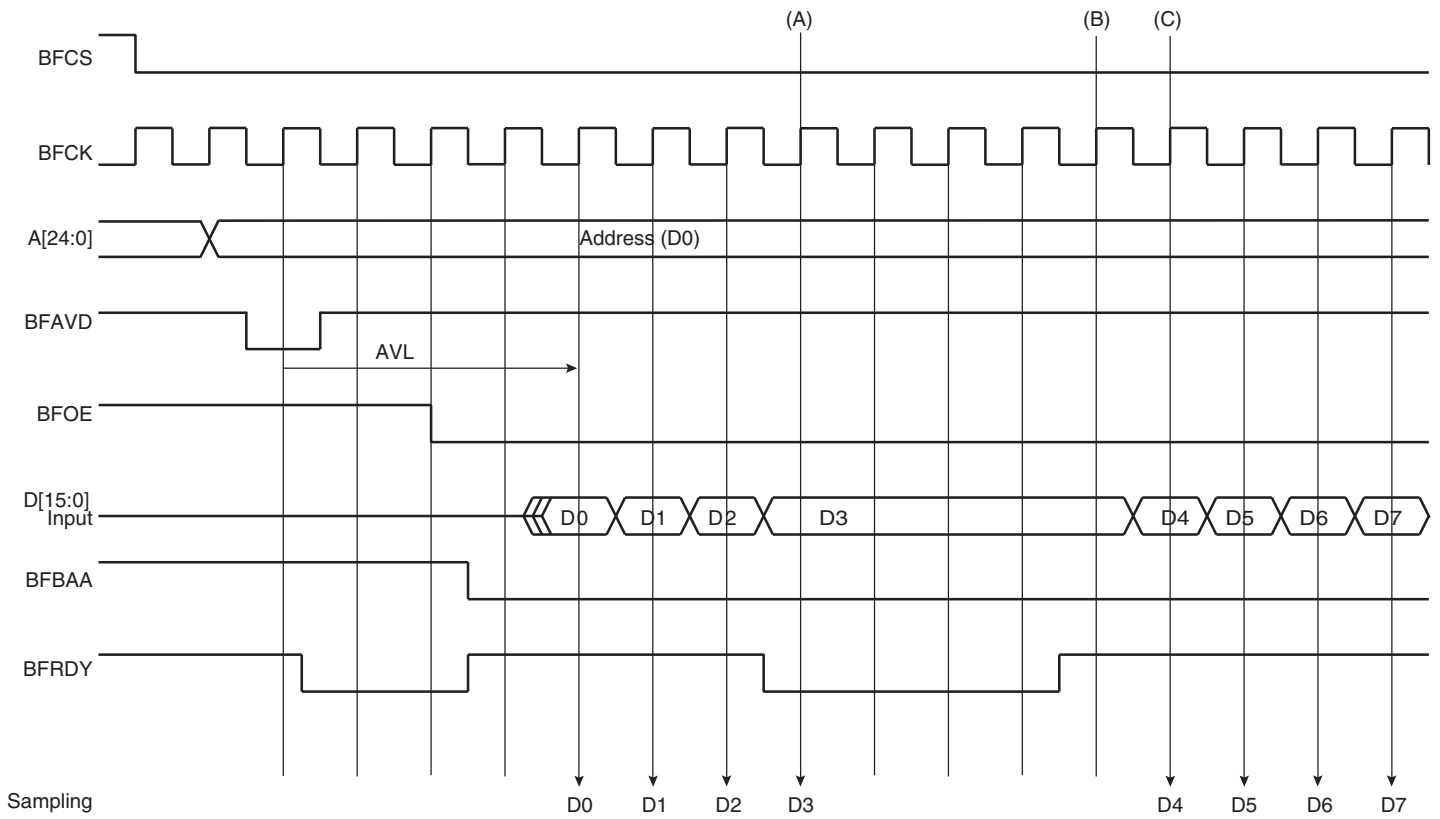 (A) (B) (C)
BFCS
BFCK
A[24:0] Address (D0)
BFAVD
AVL
BFOE
D[15:0]
Input D0 D1 D2 D3 D4 D5 D6 D7
BFBAA
BFRDY
Sampling D0 D1 D2 D3 D4 D5 D6 D7